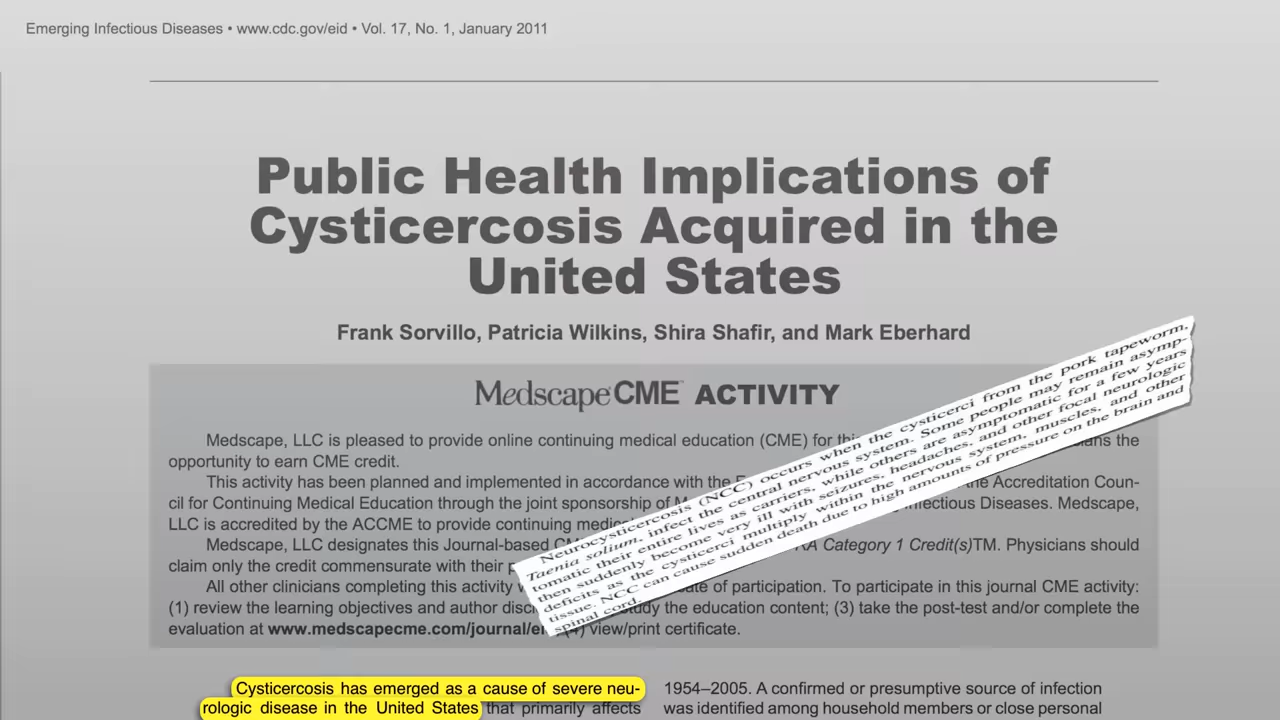 Emerging Infectious Diseases • www.cdc.gov/eid • Vol. 17, No. 1, January 2011
Public Health Implications of
Cysticercosis Acquired in the
United States
Frank Sorvillo, Patricia Wilkins, Shira Shafir, and Mark Eberhard
Medscape CME ACTIVITY
Medscape, LLC is pleased to provide online continuing medical education (CME) for this the
opportunity to earn CME credit.
This activity has been planned and implemented in accordance with the the Accreditation Coun-
cil for Continuing Medical Education through the joint sponsorship of Infectious Diseases. Medscape,
LLC is accredited by the ACCME to provide continuing
Medscape, LLC designates this Journal-based Category 1 Credit(s)TM. Physicians should
claim only the credit commensurate with their
All other clinicians completing this activity of participation. To participate in this journal CME activity:
(1) review the learning objectives and author the education content; (3) take the post-test and/or complete the
evaluation at www.medscapecme.com/journal/ view/print certificate.
Neurocysticercosis (NCC) occurs when the cysticerci from the pork tapeworm,
Taenia solium, infect the central nervous system. Some people may remain asymp-
tomatic their entire lives as carriers, while others are asymptomatic for a few years
then suddenly become very ill with seizures, headaches, and other focal neurologic
deficits as the cysticerci multiply within the nervous system, muscles, and other
tissue. NCC can cause sudden death due to high amounts of pressure on the brain and
spinal cord.
Cysticercosis has emerged as a cause of severe neu-
rologic disease in the United States that primarily affects
1954–2005. A confirmed or presumptive source of infection
was identified among household members or close personal